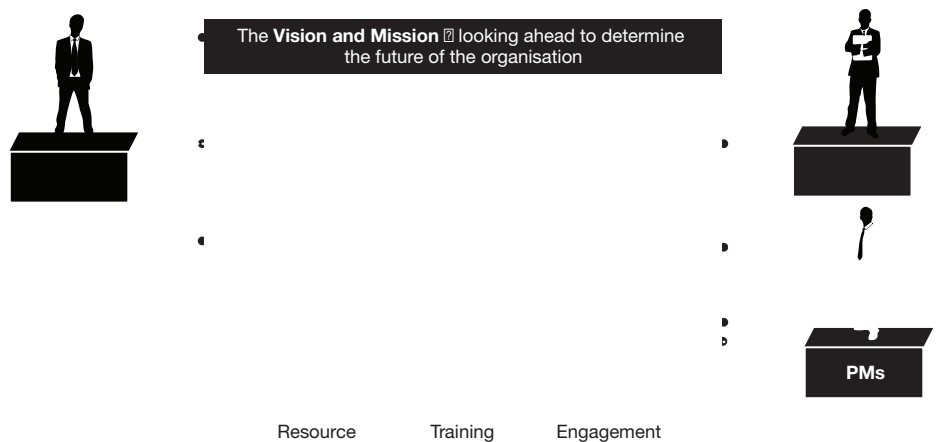 The Vision and Mission ⍰ looking ahead to determine
the future of the organisation
PMs
Resource Training Engagement